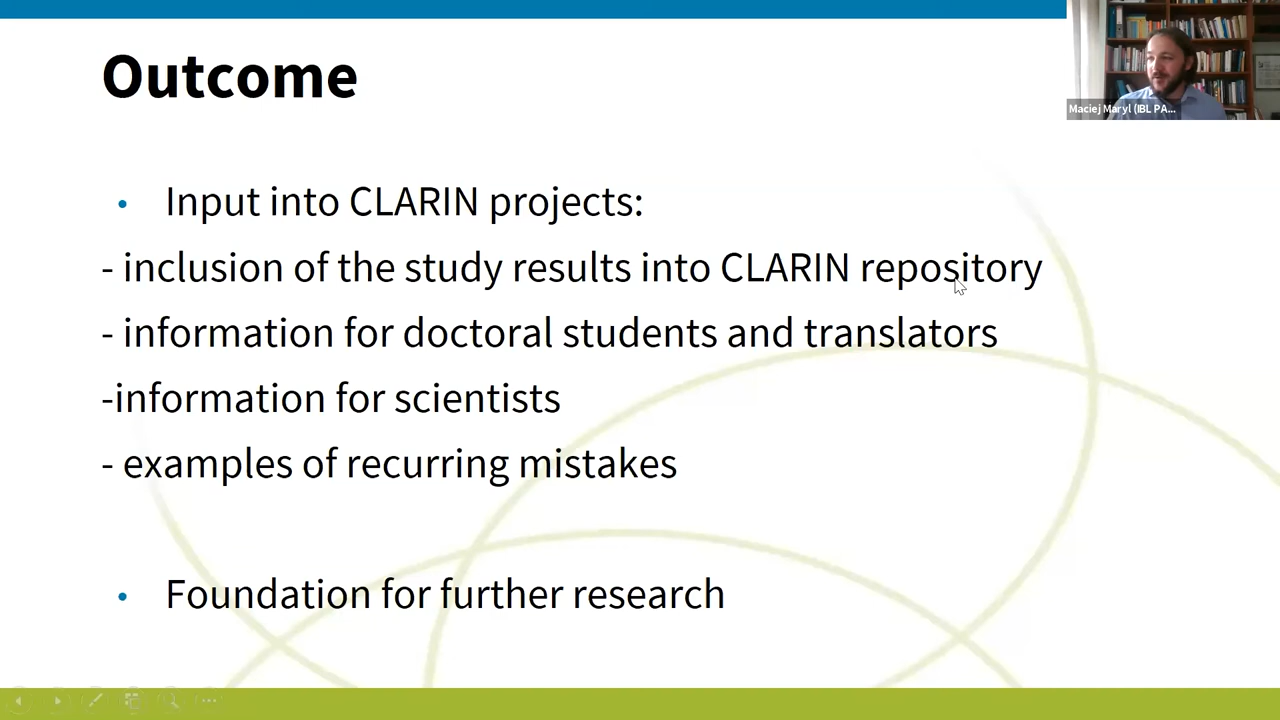 Outcome
Maciej Maryl (IBL PA...
• Input into CLARIN projects:
- inclusion of the study results into CLARIN repository
- information for doctoral students and translators
-information for scientists
- examples of recurring mistakes
• Foundation for further research